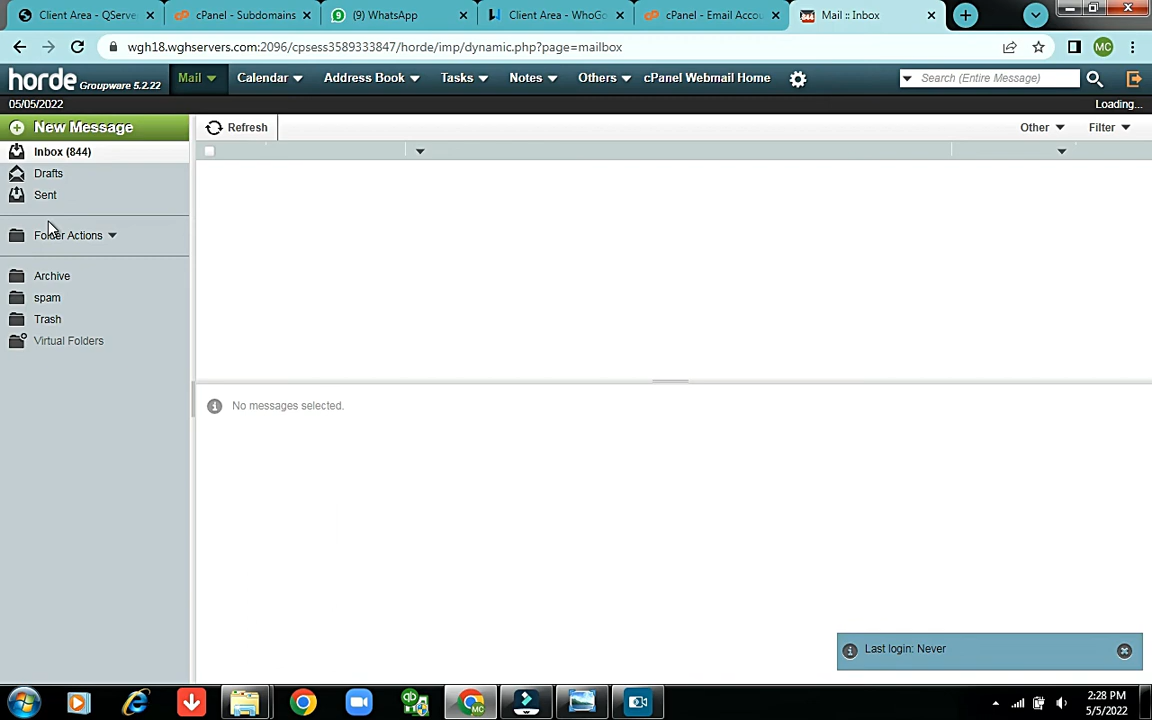 Client Area - QServe
cPanel - Subdomains
(9) WhatsApp
Client Area - WhoGo
cPanel - Email Accou
Mail :: Inbox
wgh18.wghservers.com:2096/cpsess3589333847/horde/imp/dynamic.php?page=mailbox
MC
horde Groupware 5.2.22
Mail
Calendar
Address Book
Tasks
Notes
Others
cPanel Webmail Home
Search (Entire Message)
05/05/2022
Loading...
New Message
Refresh
Other
Filter
Inbox (844)
Drafts
Sent
Folder Actions
Archive
spam
Trash
Virtual Folders
No messages selected.
Last login: Never
2:28 PM
5/5/2022